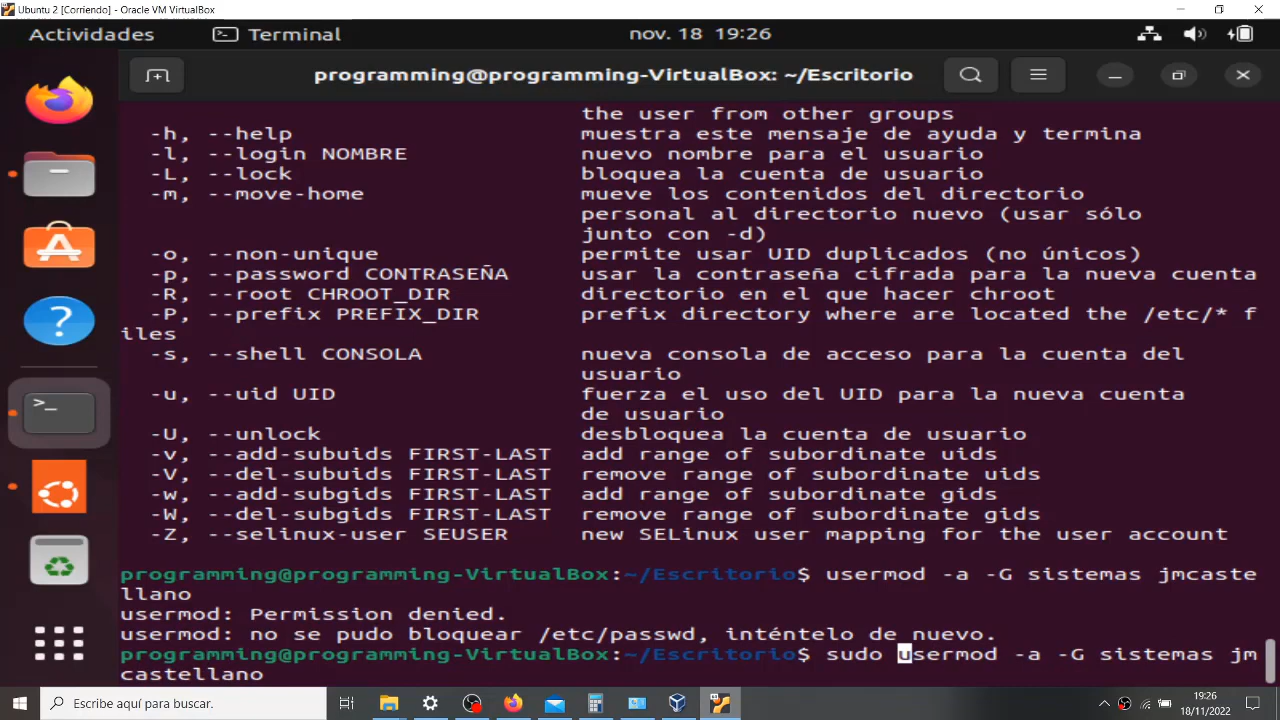 Ubuntu 2 [Corriendo] - Oracle VM VirtualBox
Actividades
Terminal
nov. 18 19:26
programming@programming-VirtualBox: ~/Escritorio
the user from other groups
-h, --help muestra este mensaje de ayuda y termina
-l, --login NOMBRE nuevo nombre para el usuario
-L, --lock bloquea la cuenta de usuario
-m, --move-home mueve los contenidos del directorio
personal al directorio nuevo (usar sólo
junto con -d)
-o, --non-unique permite usar UID duplicados (no únicos)
-p, --password CONTRASEÑA usar la contraseña cifrada para la nueva cuenta
-R, --root CHROOT_DIR directorio en el que hacer chroot
-P, --prefix PREFIX_DIR prefix directory where are located the /etc/* f
iles
-s, --shell CONSOLA nueva consola de acceso para la cuenta del
usuario
-u, --uid UID fuerza el uso del UID para la nueva cuenta
de usuario
-U, --unlock desbloquea la cuenta de usuario
-v, --add-subuids FIRST-LAST add range of subordinate uids
-V, --del-subuids FIRST-LAST remove range of subordinate uids
-w, --add-subgids FIRST-LAST add range of subordinate gids
-W, --del-subgids FIRST-LAST remove range of subordinate gids
-Z, --selinux-user SEUSER new SELinux user mapping for the user account
programming@programming-VirtualBox:~/Escritorio$ usermod -a -G sistemas jmcaste
llano
usermod: Permission denied.
usermod: no se pudo bloquear /etc/passwd, inténtelo de nuevo.
programming@programming-VirtualBox:~/Escritorio$ sudo usermod -a -G sistemas jm
castellano
Escribe aquí para buscar.
19:26
18/11/2022